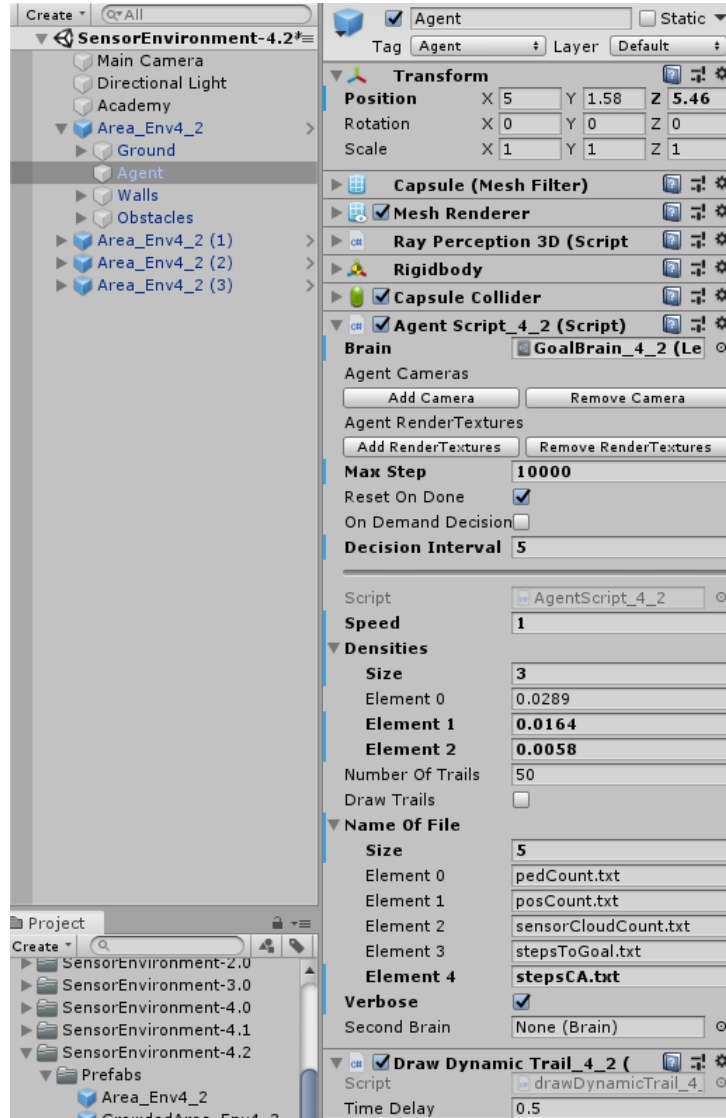 Create
All
SensorEnvironment-4.2*
Main Camera
Directional Light
Academy
Area_Env4_2
Ground
Agent
Walls
Obstacles
Area_Env4_2 (1)
Area_Env4_2 (2)
Area_Env4_2 (3)
Project
Create
SensorEnvironment-2.0
SensorEnvironment-3.0
SensorEnvironment-4.0
SensorEnvironment-4.1
SensorEnvironment-4.2
Prefabs
Area_Env4_2
Agent Static
Tag Agent Layer Default
Transform
Position X 5 Y 1.58 Z 5.46
Rotation X 0 Y 0 Z 0
Scale X 1 Y 1 Z 1
Capsule (Mesh Filter)
Mesh Renderer
Ray Perception 3D (Script
Rigidbody
Capsule Collider
Agent Script_4_2 (Script)
Brain GoalBrain_4_2 (Le
Agent Cameras
Add Camera Remove Camera
Agent RenderTextures
Add RenderTextures Remove RenderTextures
Max Step 10000
Reset On Done
On Demand Decision
Decision Interval 5
Script AgentScript_4_2
Speed 1
Densities
Size 3
Element 0 0.0289
Element 1 0.0164
Element 2 0.0058
Number Of Trails 50
Draw Trails
Name Of File
Size 5
Element 0 pedCount.txt
Element 1 posCount.txt
Element 2 sensorCloudCount.txt
Element 3 stepsToGoal.txt
Element 4 stepsCA.txt
Verbose
Second Brain None (Brain)
Draw Dynamic Trail_4_2 (
Script drawDynamicTrail_4_
Time Delay 0.5